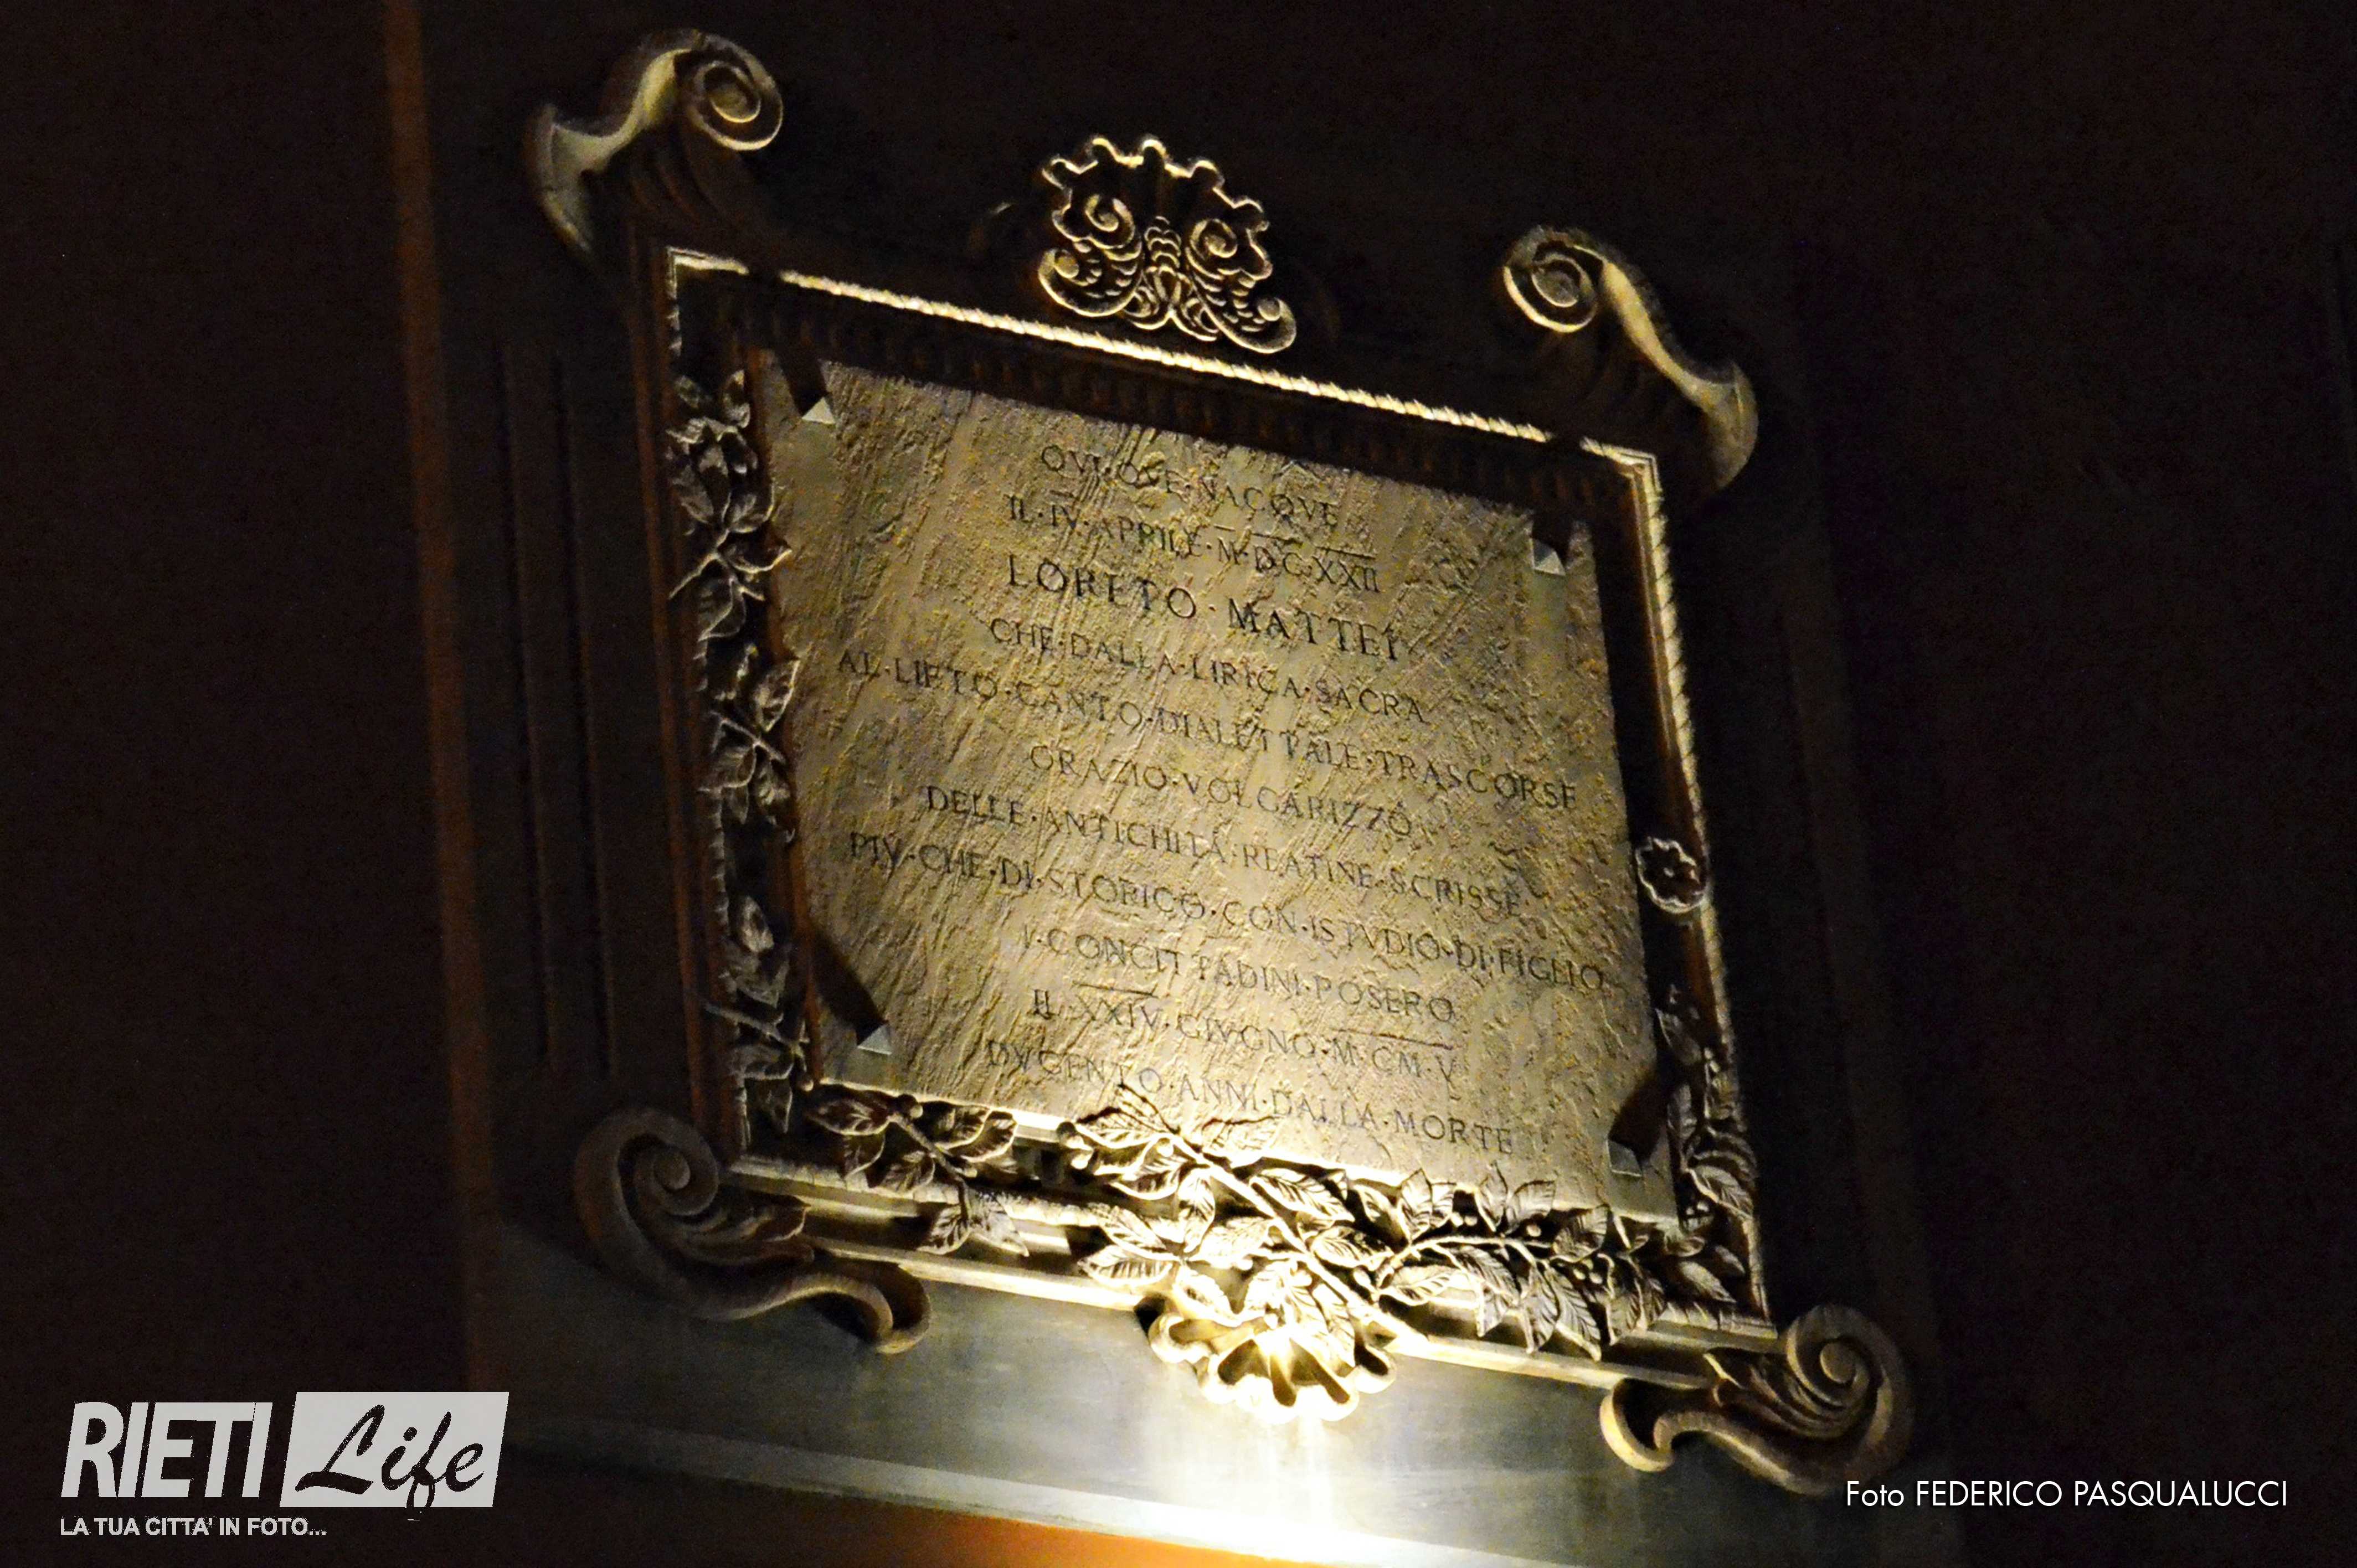 QVI·OVE·NACQVE
IL·IV·APRILE·M·DC·XXII
LORETO·MATTEI
CHE·DALLA·LIRICA·SACRA
AL·LIETO·CANTO·DIALETTALE·TRASCORSE
ORAZIO·VOLGARIZZÒ
DELLE·ANTICHITÀ·REATINE·SCRISSE
PIV·CHE·DI·STORICO·CON·ISTVDIO·DI·FIGLIO
I·CONCITTADINI·POSERO
IL·XXIV·GIVGNO·M·CM·V
DVGENTO·ANNI·DALLA·MORTE
RIETI Life
LA TUA CITTA' IN FOTO...
Foto FEDERICO PASQUALUCCI